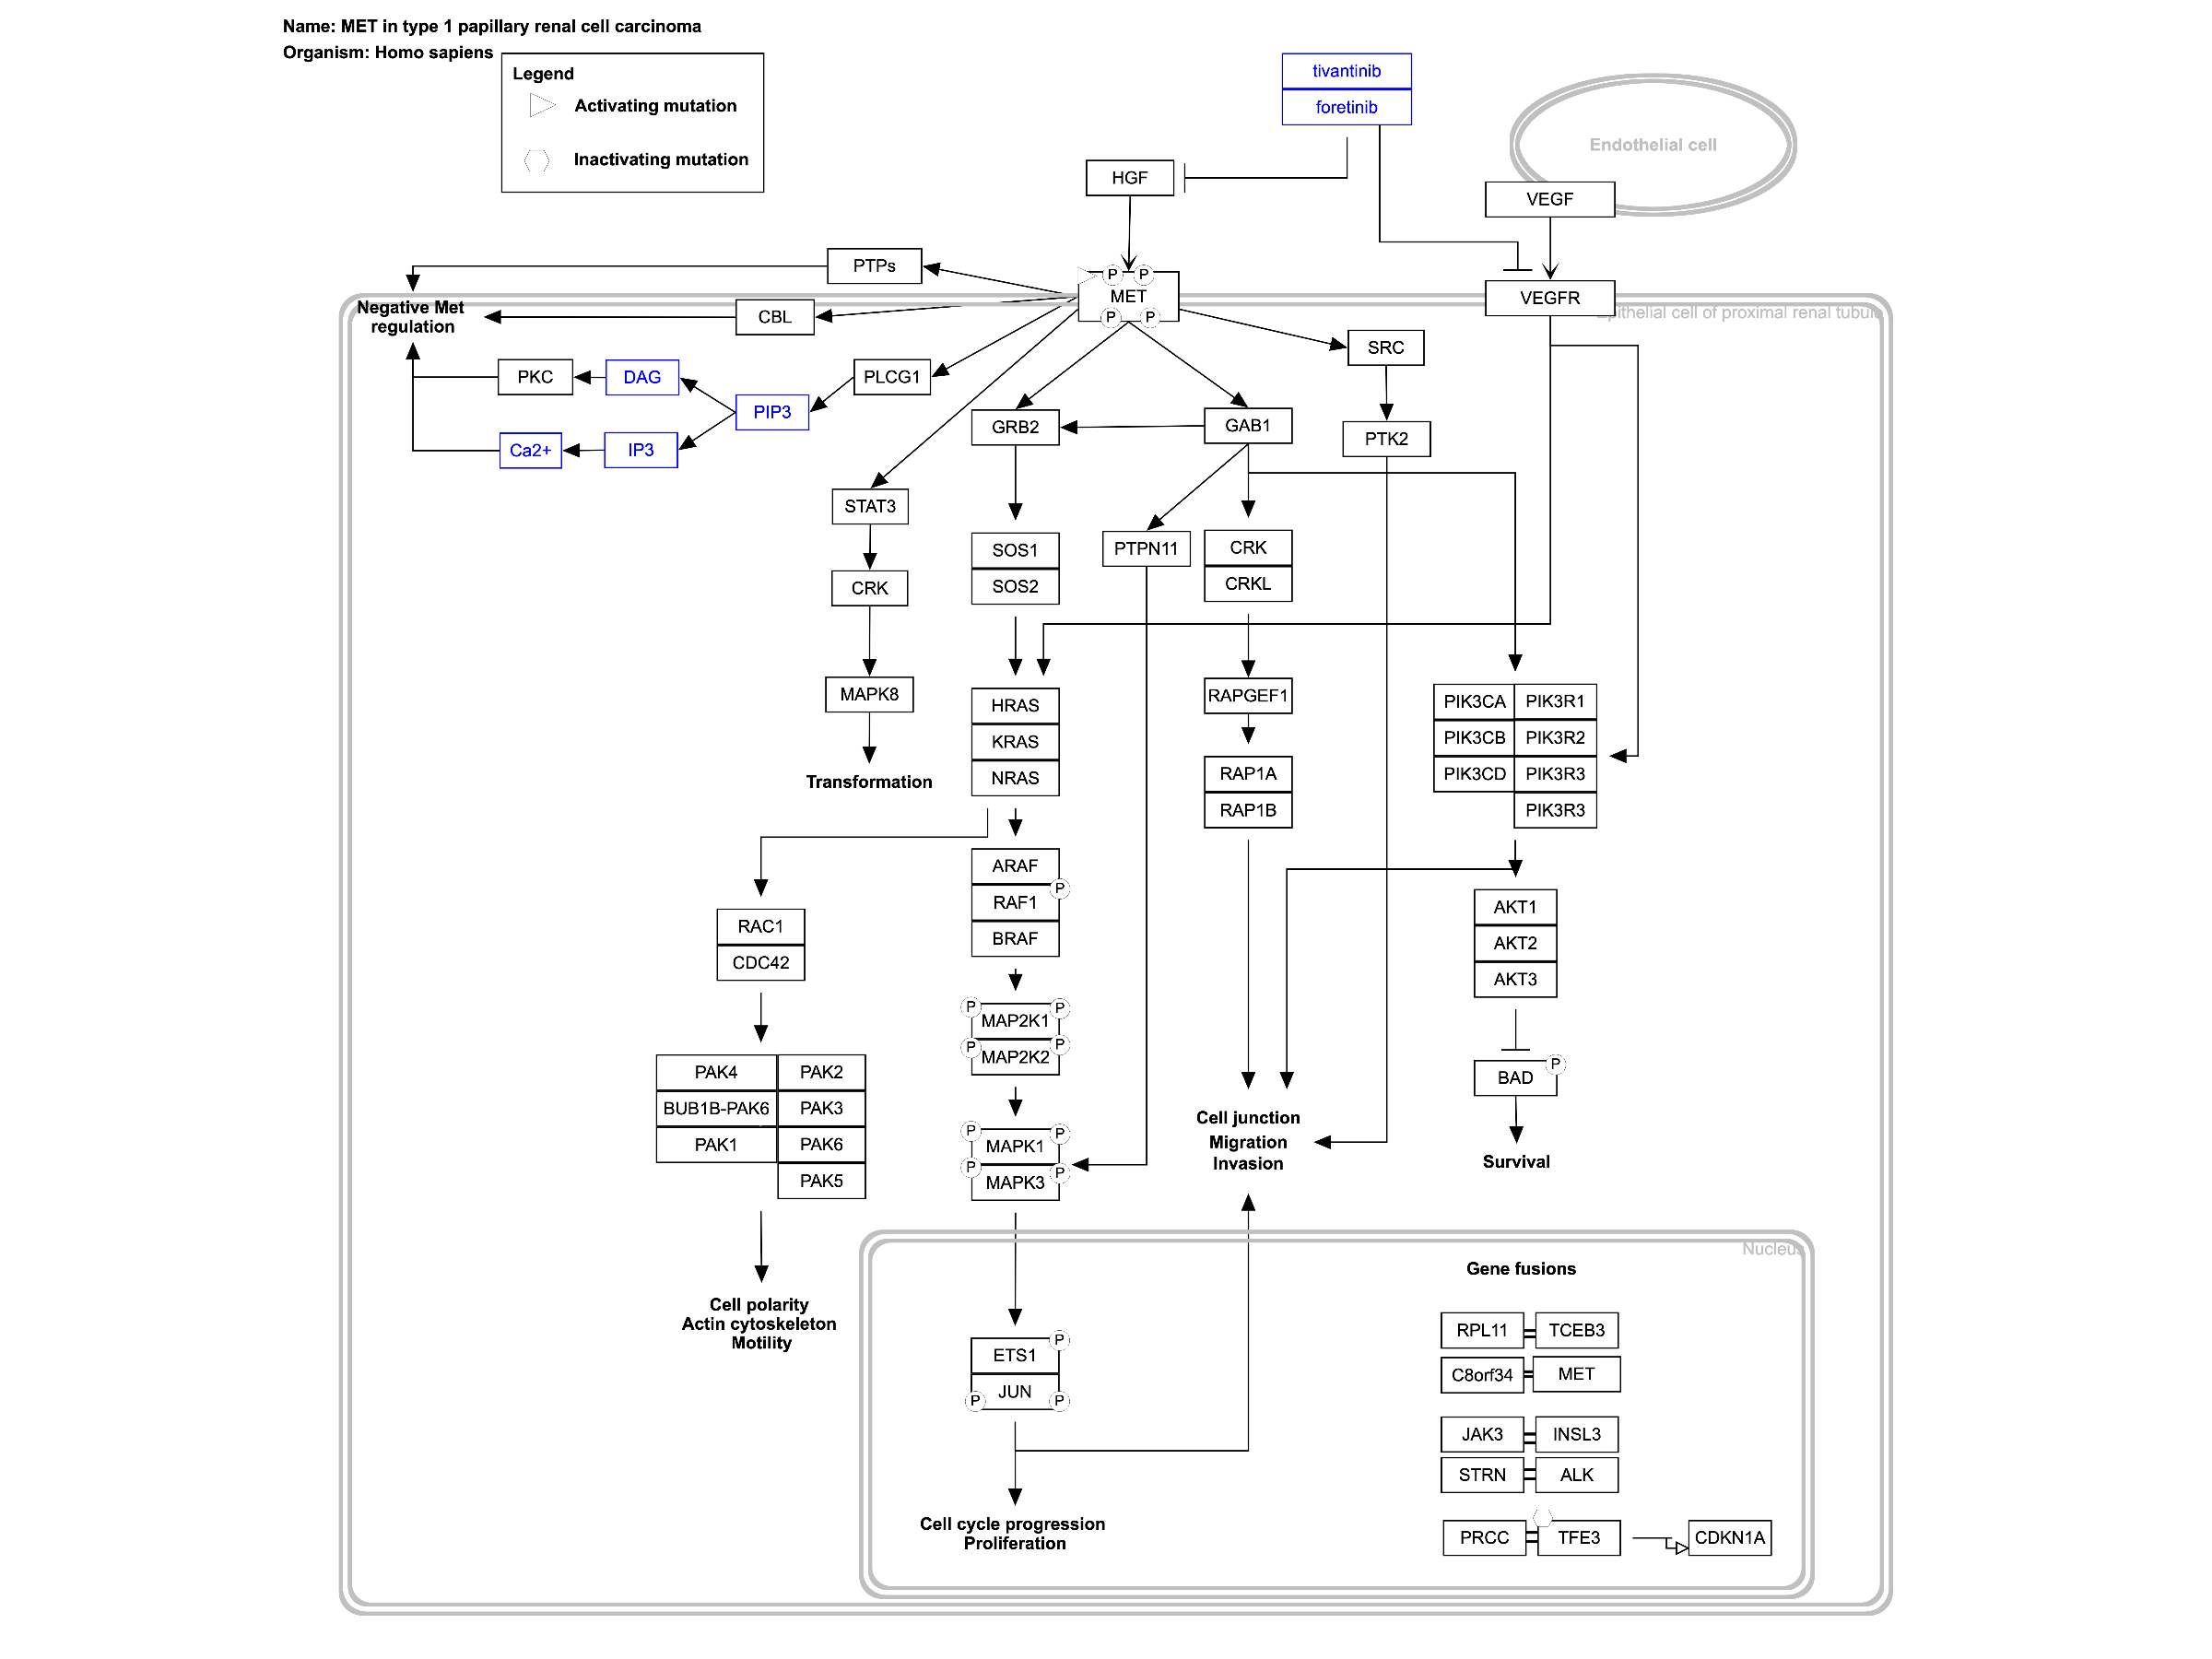 Name: MET in type 1 papillary renal cell carcinoma
Organism: Homo sapiens
Legend
Activating mutation
Inactivating mutation
tivantinib
foretinib
Endothelial cell
HGF
VEGF
PTPs
P P
MET
P P
VEGFR
Epithelial cell of proximal renal tubule
Negative Met
regulation
CBL
SRC
PKC
DAG
PLCG1
PIP3
Ca2+
IP3
GRB2
GAB1
PTK2
STAT3
CRK
MAPK8
Transformation
SOS1
SOS2
PTPN11
CRK
CRKL
HRAS
KRAS
NRAS
RAPGEF1
RAP1A
RAP1B
PIK3CA PIK3R1
PIK3CB PIK3R2
PIK3CD PIK3R3
PIK3R3
ARAF
P
RAF1
BRAF
RAC1
CDC42
AKT1
AKT2
AKT3
P P
MAP2K1
P P
MAP2K2
PAK4 PAK2
BUB1B-PAK6 PAK3
PAK1 PAK6
PAK5
P
BAD
P P
MAPK1
P P
MAPK3
Cell junction
Migration
Invasion
Survival
Cell polarity
Actin cytoskeleton
Motility
Nucleus
Gene fusions
P
ETS1
JUN
P P
RPL11 TCEB3
C8orf34 MET
JAK3 INSL3
STRN ALK
PRCC TFE3 CDKN1A
Cell cycle progression
Proliferation